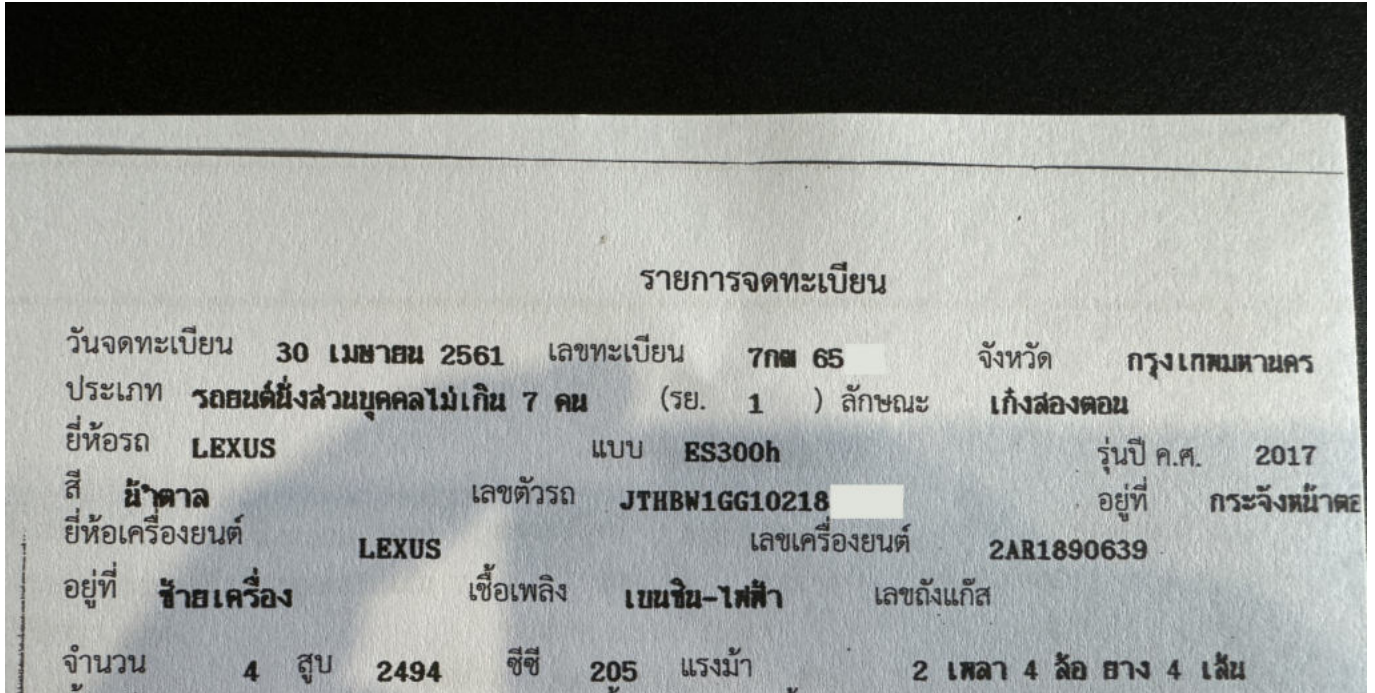 รายการจดทะเบียน
วันจดทะเบียน 30 เมษายน 2561 เลขทะเบียน 7กฒ 65 จังหวัด กรุงเทพมหานคร
ประเภท รถยนต์นั่งส่วนบุคคลไม่เกิน 7 คน (รย. 1 ) ลักษณะ เก๋งสองตอน
ยี่ห้อรถ LEXUS แบบ ES300h รุ่นปี ค.ศ. 2017
สี น้ำตาล เลขตัวรถ JTHBW1GG10218 อยู่ที่ กระจังหน้าตอ
ยี่ห้อเครื่องยนต์ LEXUS เลขเครื่องยนต์ 2AR1890639
อยู่ที่ ซ้ายเครื่อง เชื้อเพลิง เบนซิน-ไฟฟ้า เลขถังแก๊ส
จำนวน 4 สูบ 2494 ซีซี 205 แรงม้า 2 เพลา 4 ล้อ ยาง 4 เส้น